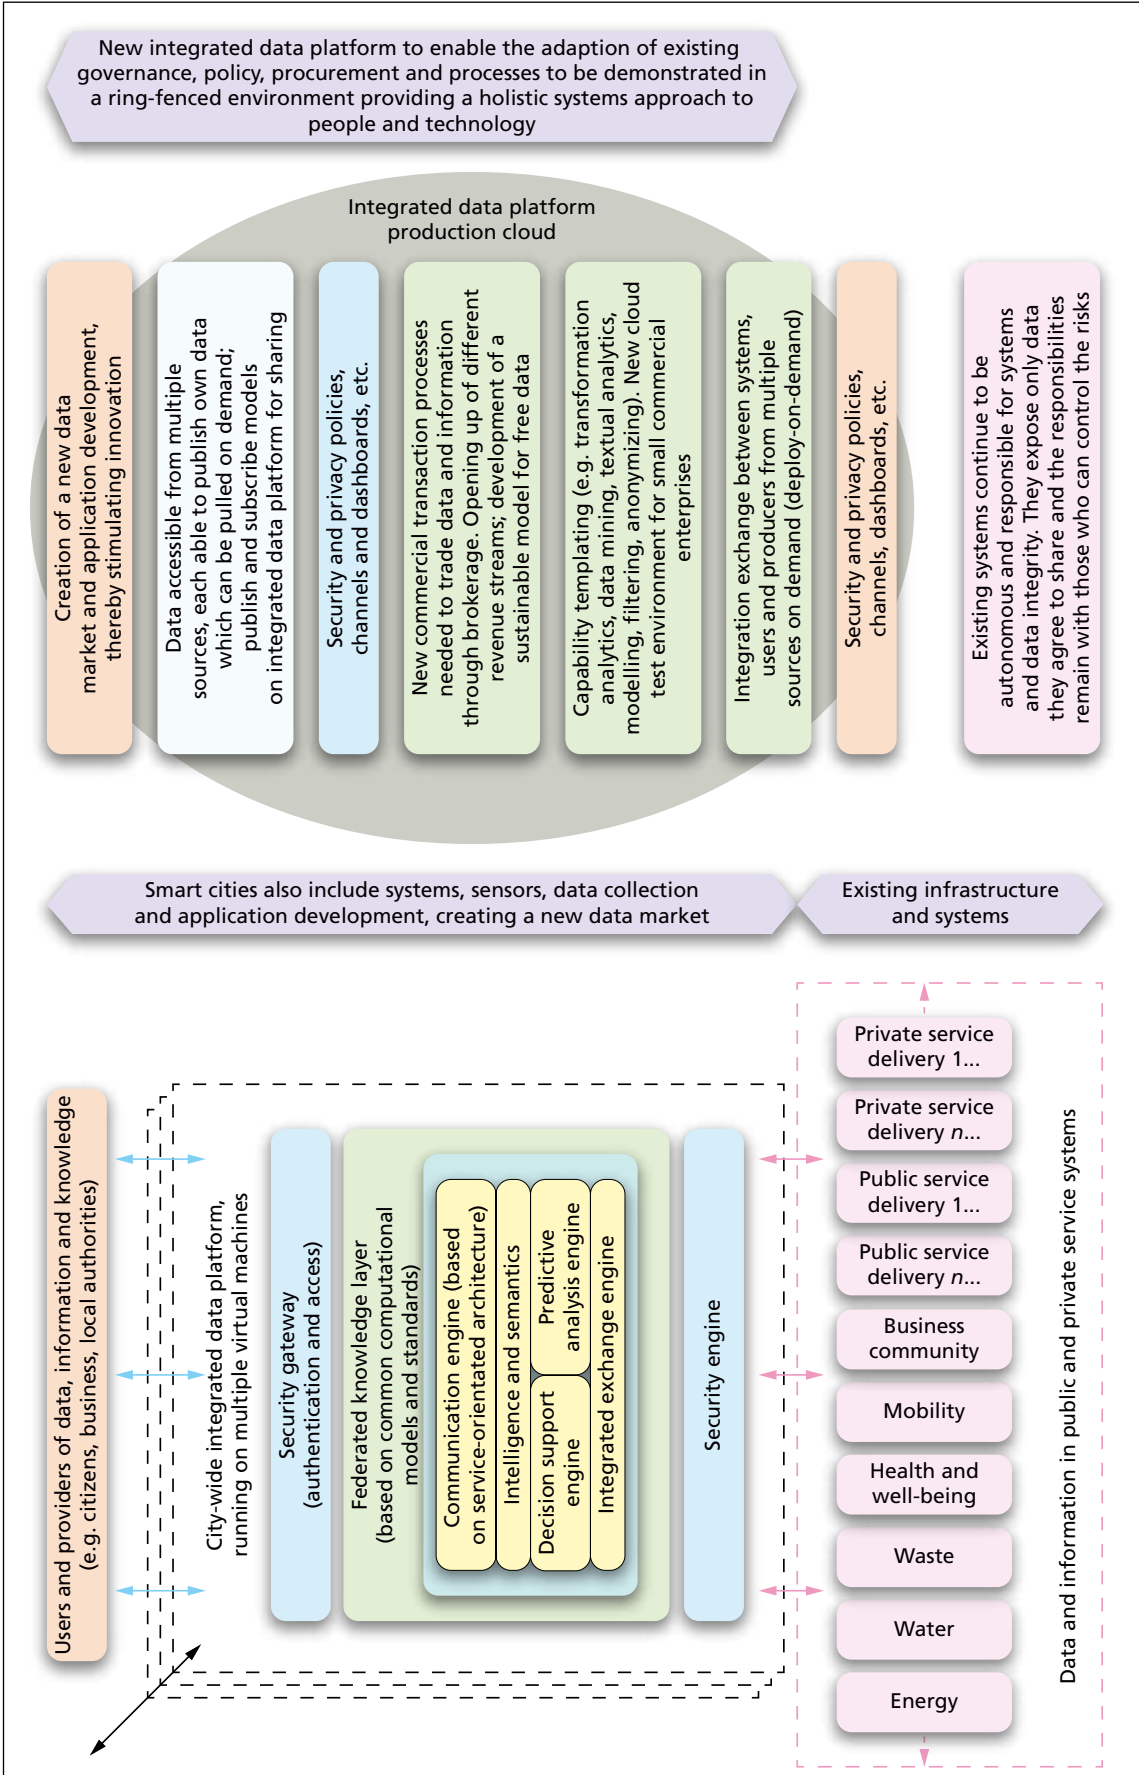 New integrated data platform to enable the adaption of existing
governance, policy, procurement and processes to be demonstrated in
a ring-fenced environment providing a holistic systems approach to
people and technology
Integrated data platform
production cloud
Creation of a new data
market and application development,
thereby stimulating innovation
Data accessible from multiple
sources, each able to publish own data
which can be pulled on demand;
publish and subscribe models
on integrated data platform for sharing
Security and privacy policies,
channels and dashboards, etc.
New commercial transaction processes
needed to trade data and information
through brokerage. Opening up of different
revenue streams; development of a
sustainable model for free data
Capability templating (e.g. transformation
analytics, data mining, textual analytics,
modelling, filtering, anonymizing). New cloud
test environment for small commercial
enterprises
Integration exchange between systems,
users and producers from multiple
sources on demand (deploy-on-demand)
Security and privacy policies,
channels, dashboards, etc.
Existing systems continue to be
autonomous and responsible for systems
and data integrity. They expose only data
they agree to share and the responsibilities
remain with those who can control the risks
Smart cities also include systems, sensors, data collection
and application development, creating a new data market
Existing infrastructure
and systems
Users and providers of data, information and knowledge
(e.g. citizens, business, local authorities)
City-wide integrated data platform,
running on multiple virtual machines
Security gateway
(authentication and access)
Federated knowledge layer
(based on common computational
models and standards)
Communication engine (based
on service-orientated architecture)
Intelligence and semantics
Decision support
engine
Predictive
analysis engine
Integrated exchange engine
Security engine
Private service
delivery 1...
Private service
delivery n...
Public service
delivery 1...
Public service
delivery n...
Business
community
Mobility
Health and
well-being
Waste
Water
Energy
Data and information in public and private service systems